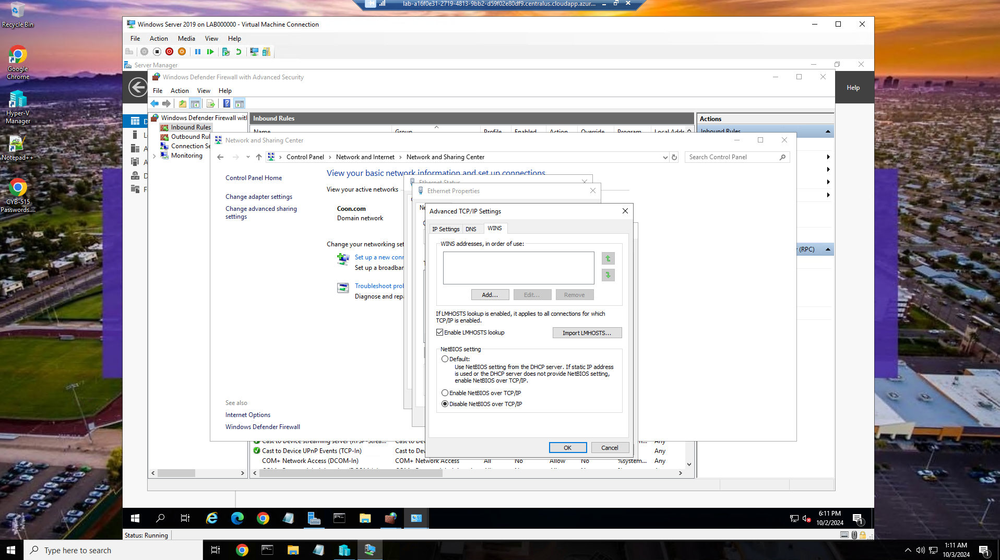 lab-a16f0e31-2719-4813-9bb2-d59f02e80df9.centralus.cloudapp.azur...
Recycle Bin
Google
Chrome
Hyper-V
Manager
Notepad++
CYB-515
Passwords....
Windows Server 2019 on LAB000000 - Virtual Machine Connection
File Action Media View Help
Server Manager
Help
Windows Defender Firewall with Advanced Security
File Action View Help
Windows Defender Firewall with
Inbound Rules
Outbound Rul
Connection Se
Monitoring
Inbound Rules
Name Group Profile Enabled Action Override Program Local Addr
Actions
Inbound Rules
r (RPC)
Network and Sharing Center
Control Panel › Network and Internet › Network and Sharing Center
Search Control Panel
Control Panel Home
Change adapter settings
Change advanced sharing
settings
View your basic network information and set up connections
View your active networks
Coon.com
Domain network
Change your networking set
Set up a new conn
Set up a broadban
Troubleshoot prob
Diagnose and repa
See also
Internet Options
Windows Defender Firewall
Ethernet Status
Ethernet Properties
Ne
Advanced TCP/IP Settings
IP Settings DNS WINS
WINS addresses, in order of use:
Add... Edit... Remove
If LMHOSTS lookup is enabled, it applies to all connections for which
TCP/IP is enabled.
Enable LMHOSTS lookup
Import LMHOSTS...
NetBIOS setting
Default:
Use NetBIOS setting from the DHCP server. If static IP address
is used or the DHCP server does not provide NetBIOS setting,
enable NetBIOS over TCP/IP.
Enable NetBIOS over TCP/IP
Disable NetBIOS over TCP/IP
OK Cancel
Cast to Device streaming server (RTSP-Strea... Cast to De Any
Cast to Device UPnP Events (TCP-In) Cast to De Any
COM+ Network Access (DCOM-In) COM+ Network Access All No Allow No %system... Any
6:11 PM
10/2/2024
1
Status: Running
Type here to search
1:11 AM
10/3/2024
1